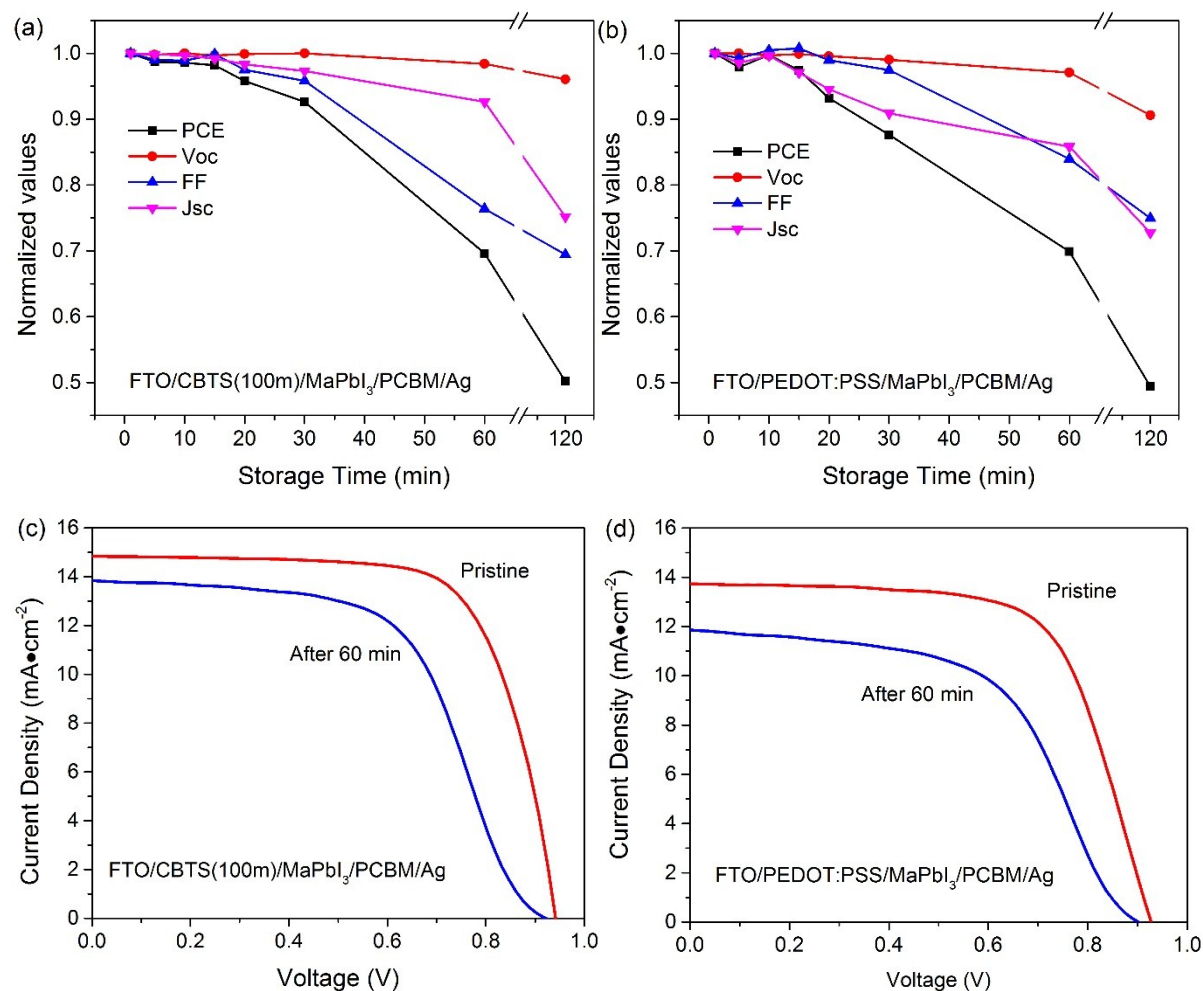 (a)
1.0
0.9
0.8
0.7
0.6
0.5
Normalized values
PCE
Voc
FF
Jsc
FTO/CBTS(100m)/MaPbI3/PCBM/Ag
0 10 20 30 40 50 60 120
Storage Time (min)
(b)
1.0
0.9
0.8
0.7
0.6
0.5
Normalized values
PCE
Voc
FF
Jsc
FTO/PEDOT:PSS/MaPbI3/PCBM/Ag
0 10 20 30 40 50 60 120
Storage Time (min)
(c)
16
14
12
10
8
6
4
2
0
Current Density (mA•cm-2)
Pristine
After 60 min
FTO/CBTS(100m)/MaPbI3/PCBM/Ag
0.0 0.2 0.4 0.6 0.8 1.0
Voltage (V)
(d)
16
14
12
10
8
6
4
2
0
Current Density (mA•cm-2)
Pristine
After 60 min
FTO/PEDOT:PSS/MaPbI3/PCBM/Ag
0.0 0.2 0.4 0.6 0.8 1.0
Voltage (V)